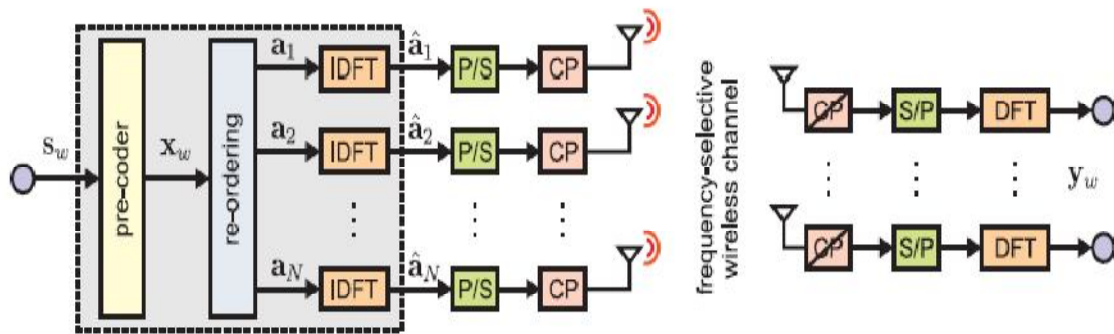 s_w
pre-coder
x_w
re-ordering
a_1
IDFT
â_1
P/S
CP
a_2
IDFT
â_2
P/S
CP
a_N
IDFT
â_N
P/S
CP
frequency-selective
wireless channel
CP
S/P
DFT
y_w
CP
S/P
DFT